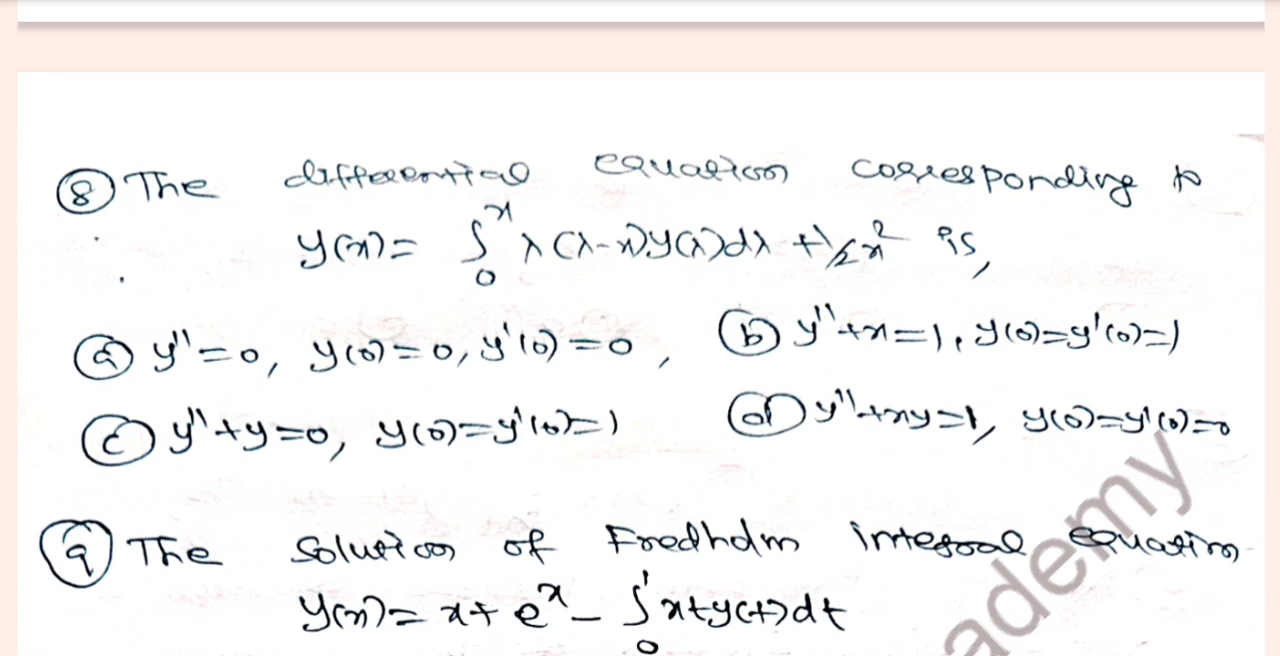 ⑧ The differential equation corresponding to
y(x) = ∫₀ˣ λ(λ-x)y(λ)dλ + 1/2 x² is,
ⓐ y''=0, y(0)=0, y'(0)=0, ⓑ y''+x=1, y(0)=y'(0)=1
ⓒ y''+y=0, y(0)=y'(0)=1 ⓓ y''+xy=1, y(0)=y'(0)=0
⑨ The solution of Fredholm integral equation
y(x) = x + eˣ - ∫₀¹ xty(t)dt
ademy